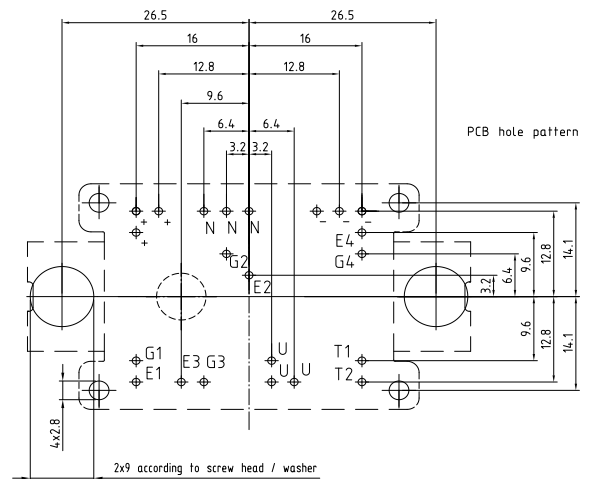 26.5 26.5
16 16
12.8 12.8
9.6
6.4 6.4
3.2 3.2
PCB hole pattern
+ + N N N - - -
+ E4
G2 G4
E2
3.2 6.4 9.6 12.8 14.1
9.6 12.8 14.1
G1 U T1
E1 E3 G3 U U T2
4x2.8
2x9 according to screw head / washer